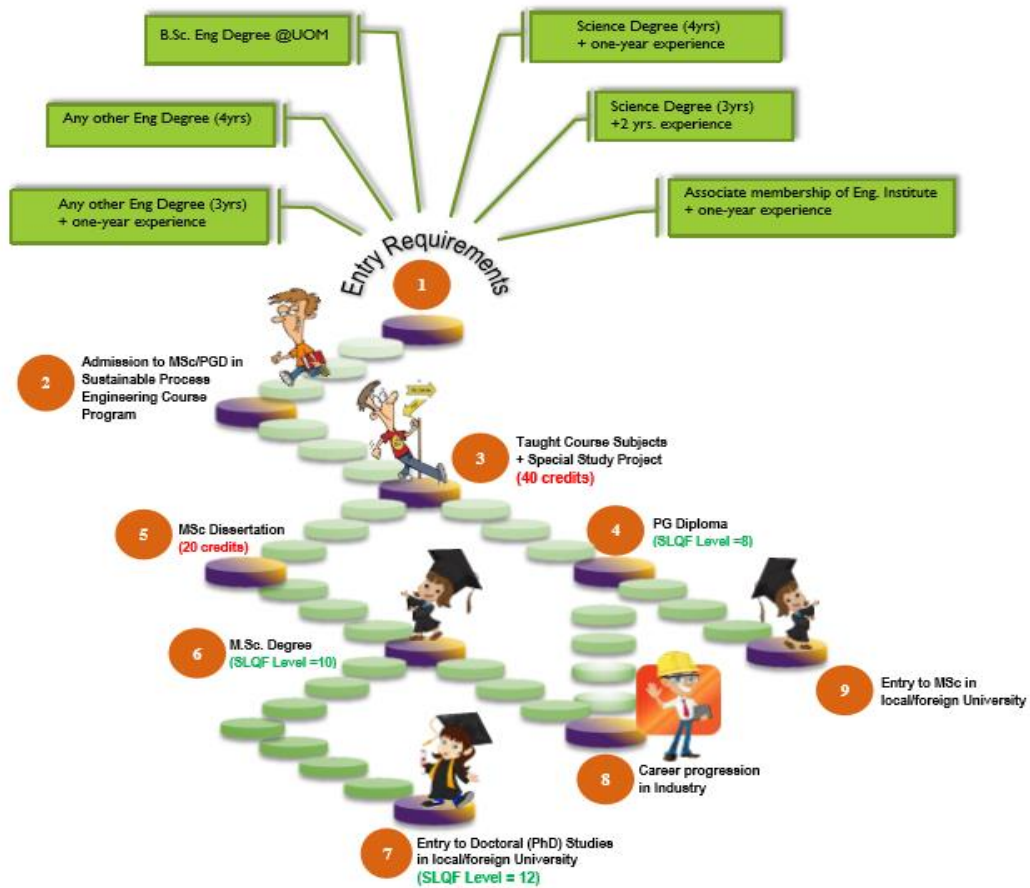 B.Sc. Eng Degree @UOM
Science Degree (4yrs)
+ one-year experience
Any other Eng Degree (4yrs)
Science Degree (3yrs)
+2 yrs. experience
Any other Eng Degree (3yrs)
+ one-year experience
Associate membership of Eng. Institute
+ one-year experience
Entry Requirements
1
2
Admission to MSc/PGD in
Sustainable Process
Engineering Course
Program
3
Taught Course Subjects
+ Special Study Project
(40 credits)
4
PG Diploma
(SLQF Level =8)
5
MSc Dissertation
(20 credits)
6
M.Sc. Degree
(SLQF Level =10)
9
Entry to MSc in
local/foreign University
8
Career progression
in Industry
7
Entry to Doctoral (PhD) Studies
in local/foreign University
(SLQF Level = 12)